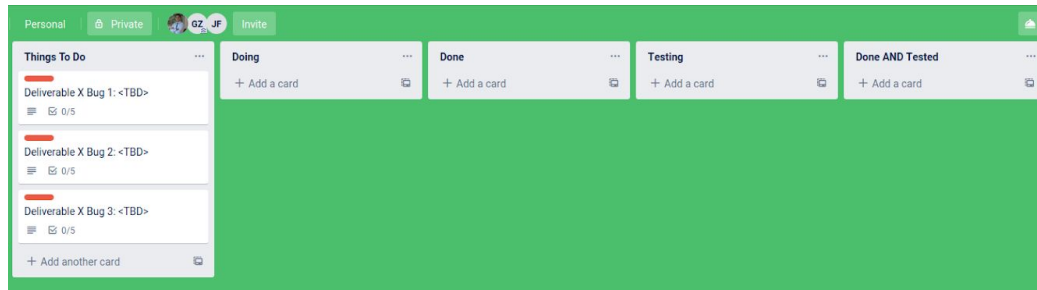 Personal Private GZ JF Invite
Things To Do ...
Deliverable X Bug 1: <TBD>
0/5
Deliverable X Bug 2: <TBD>
0/5
Deliverable X Bug 3: <TBD>
0/5
+ Add another card
Doing ...
+ Add a card
Done ...
+ Add a card
Testing ...
+ Add a card
Done AND Tested ...
+ Add a card